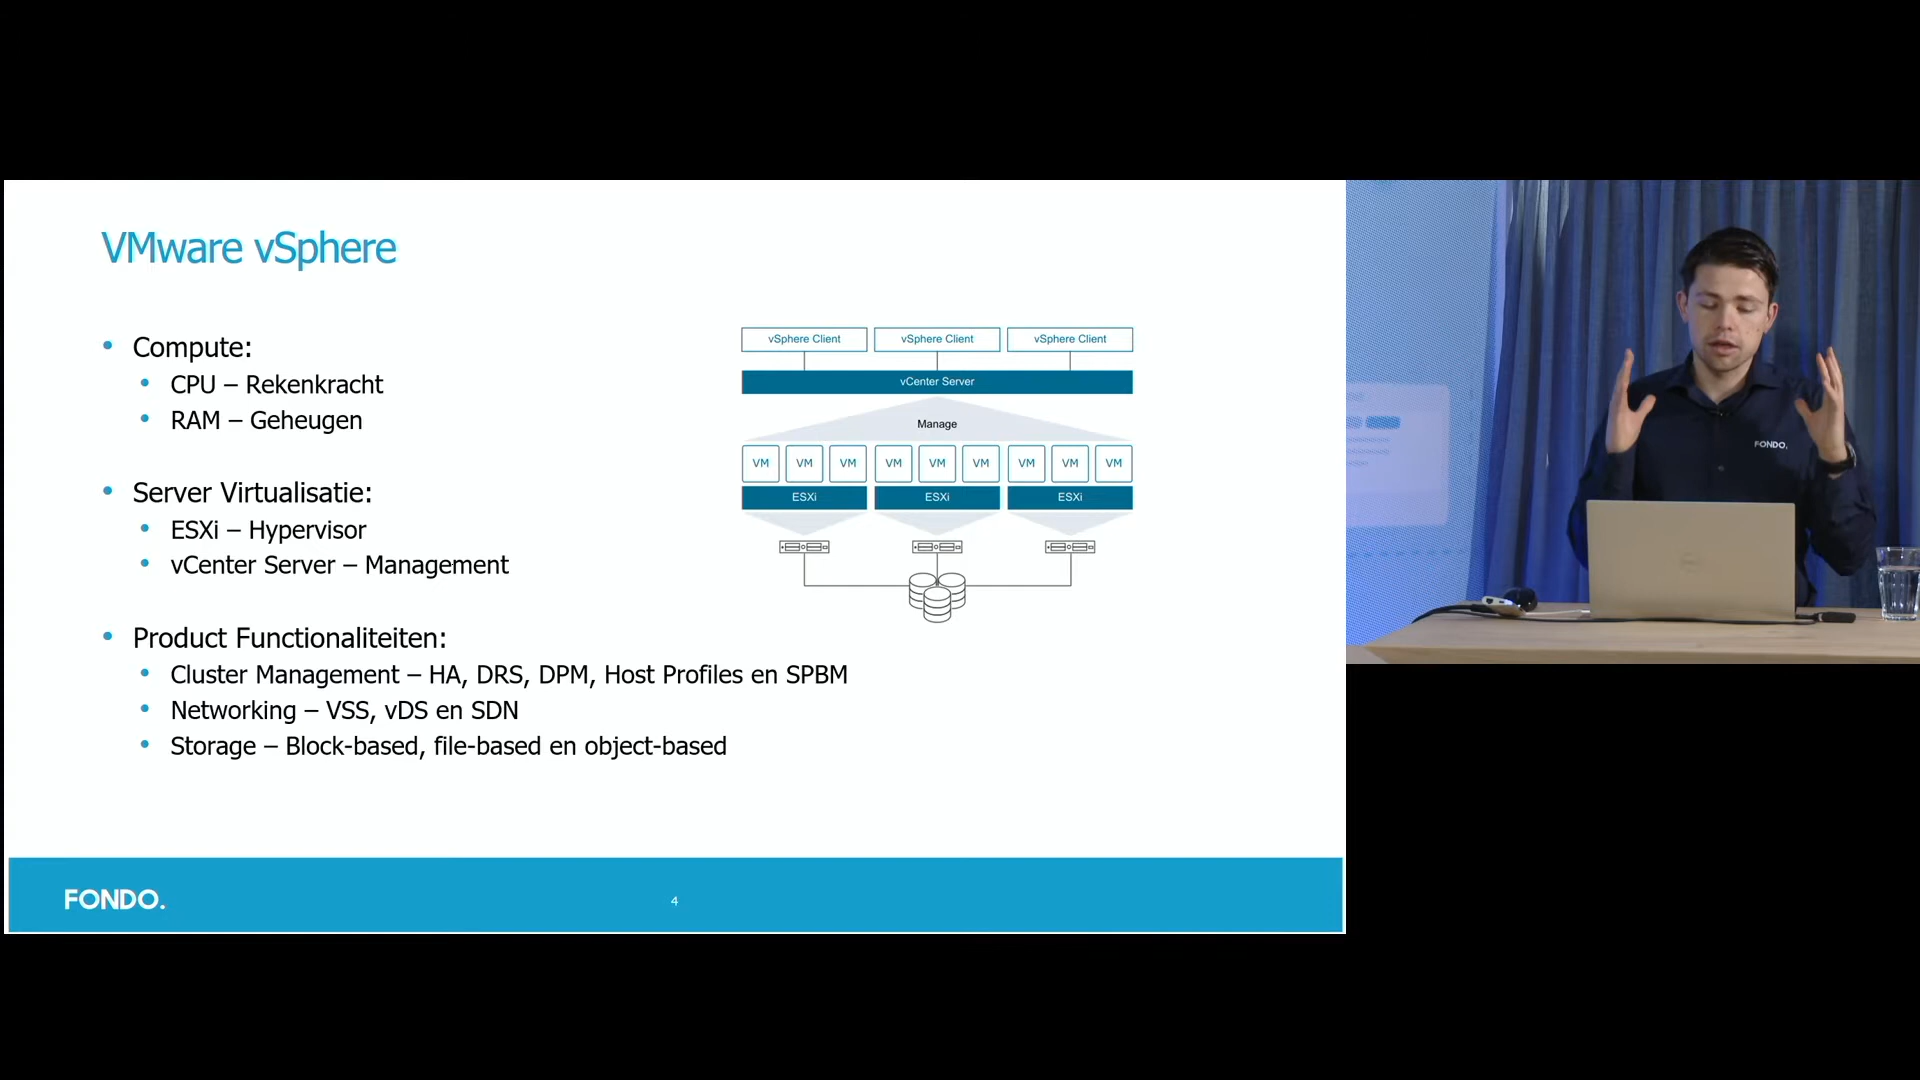 VMware vSphere
Compute:
CPU – Rekenkracht
RAM – Geheugen
Server Virtualisatie:
ESXi – Hypervisor
vCenter Server – Management
Product Functionaliteiten:
Cluster Management – HA, DRS, DPM, Host Profiles en SPBM
Networking – VSS, vDS en SDN
Storage – Block-based, file-based en object-based
vSphere Client vSphere Client vSphere Client
vCenter Server
Manage
VM VM VM VM VM VM VM VM VM
ESXi ESXi ESXi
FONDO.
4
FONDO.